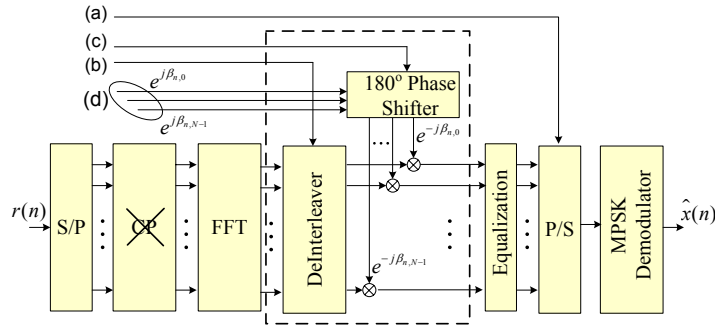 (a)
(c)
(b)
(d)
e^{jβ_{n,0}}
e^{jβ_{n,N-1}}
180° Phase
Shifter
...
e^{-jβ_{n,0}}
r(n)
S/P
CP
FFT
DeInterleaver
e^{-jβ_{n,N-1}}
Equalization
P/S
MPSK
Demodulator
x̂(n)